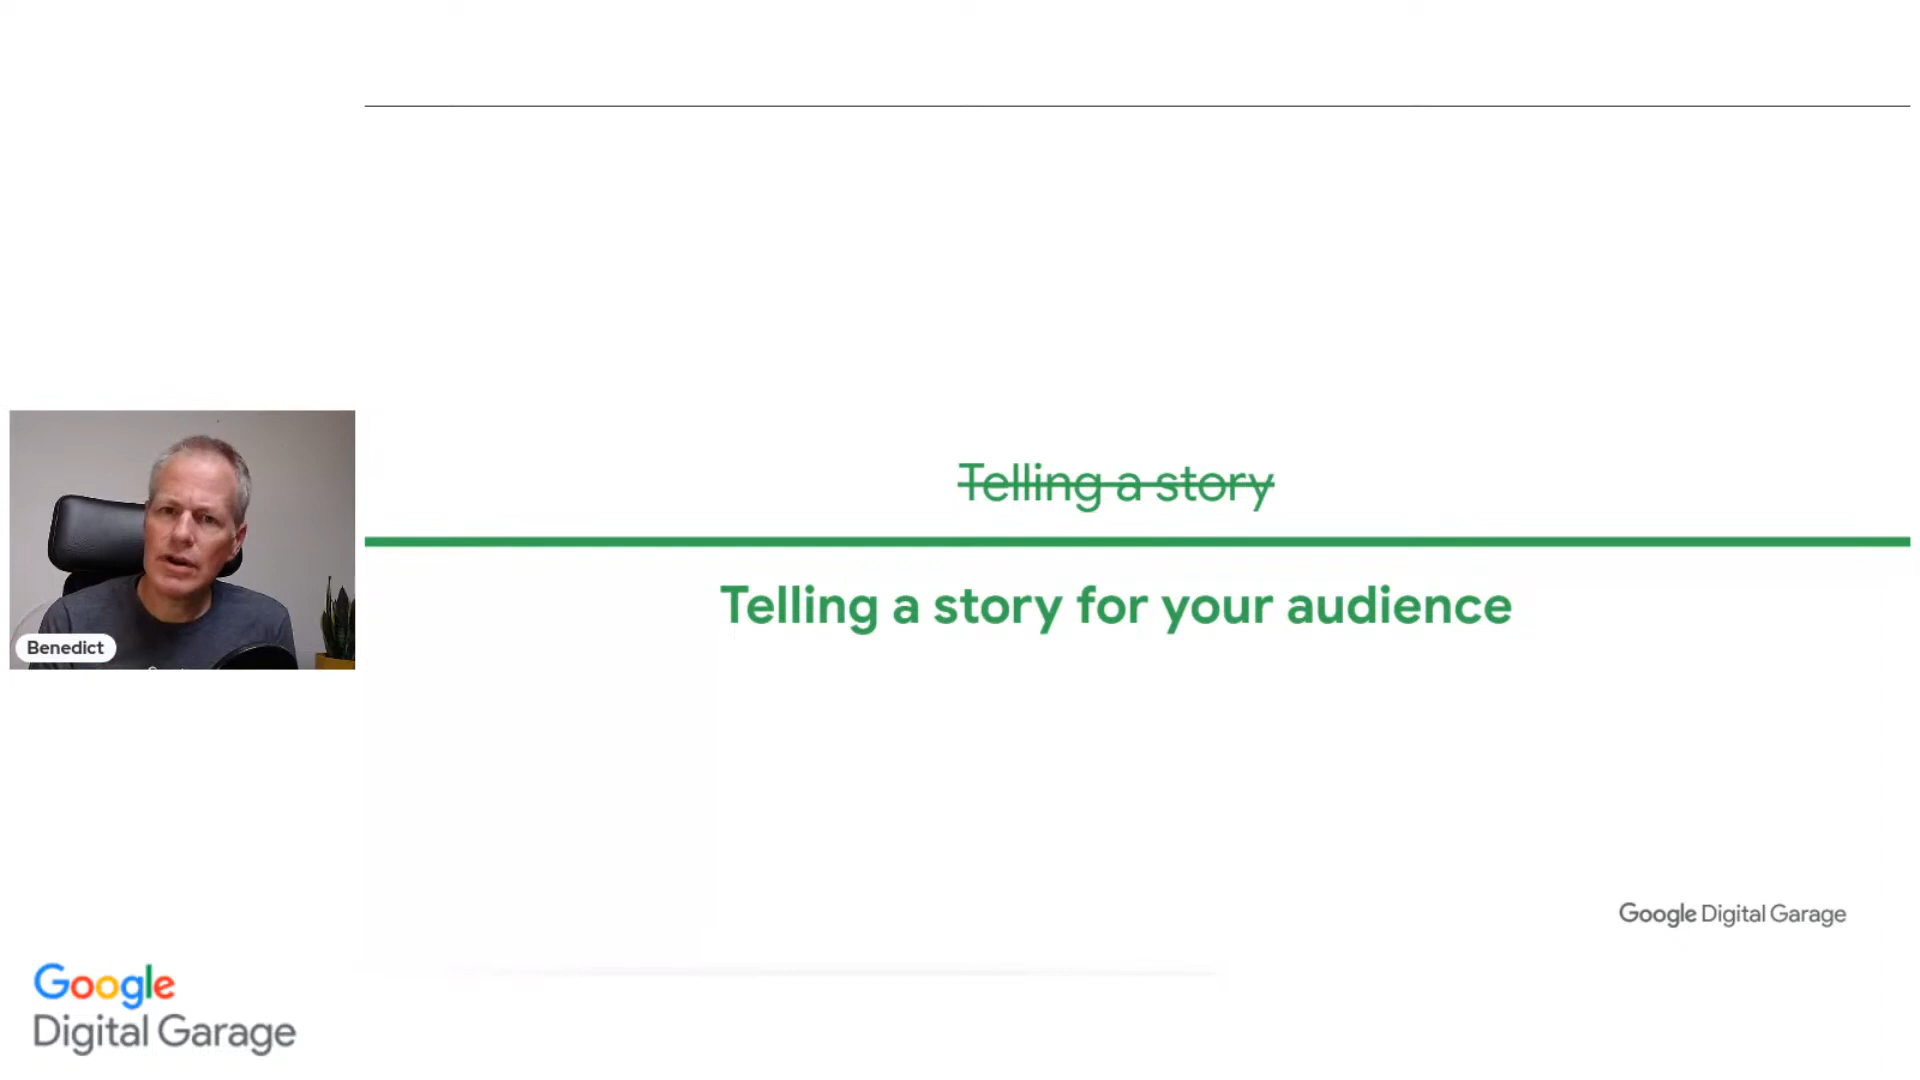 Telling a story
Telling a story for your audience
Benedict
Google Digital Garage
Google
Digital Garage